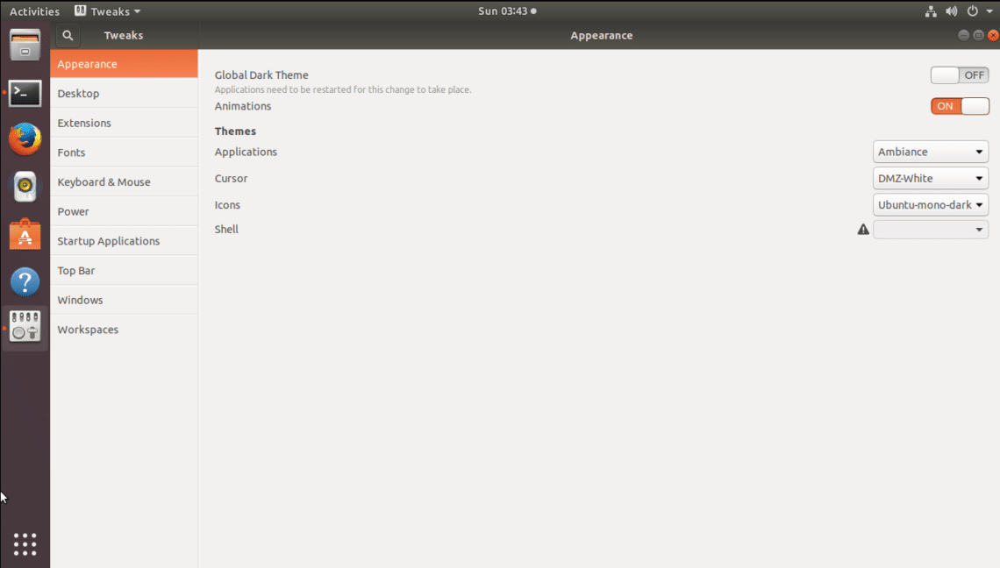 Activities
Tweaks
Sun 03:43
Tweaks
Appearance
Appearance
Desktop
Extensions
Fonts
Keyboard & Mouse
Power
Startup Applications
Top Bar
Windows
Workspaces
Global Dark Theme
OFF
Applications need to be restarted for this change to take place.
Animations
ON
Themes
Applications
Ambiance
Cursor
DMZ-White
Icons
Ubuntu-mono-dark
Shell